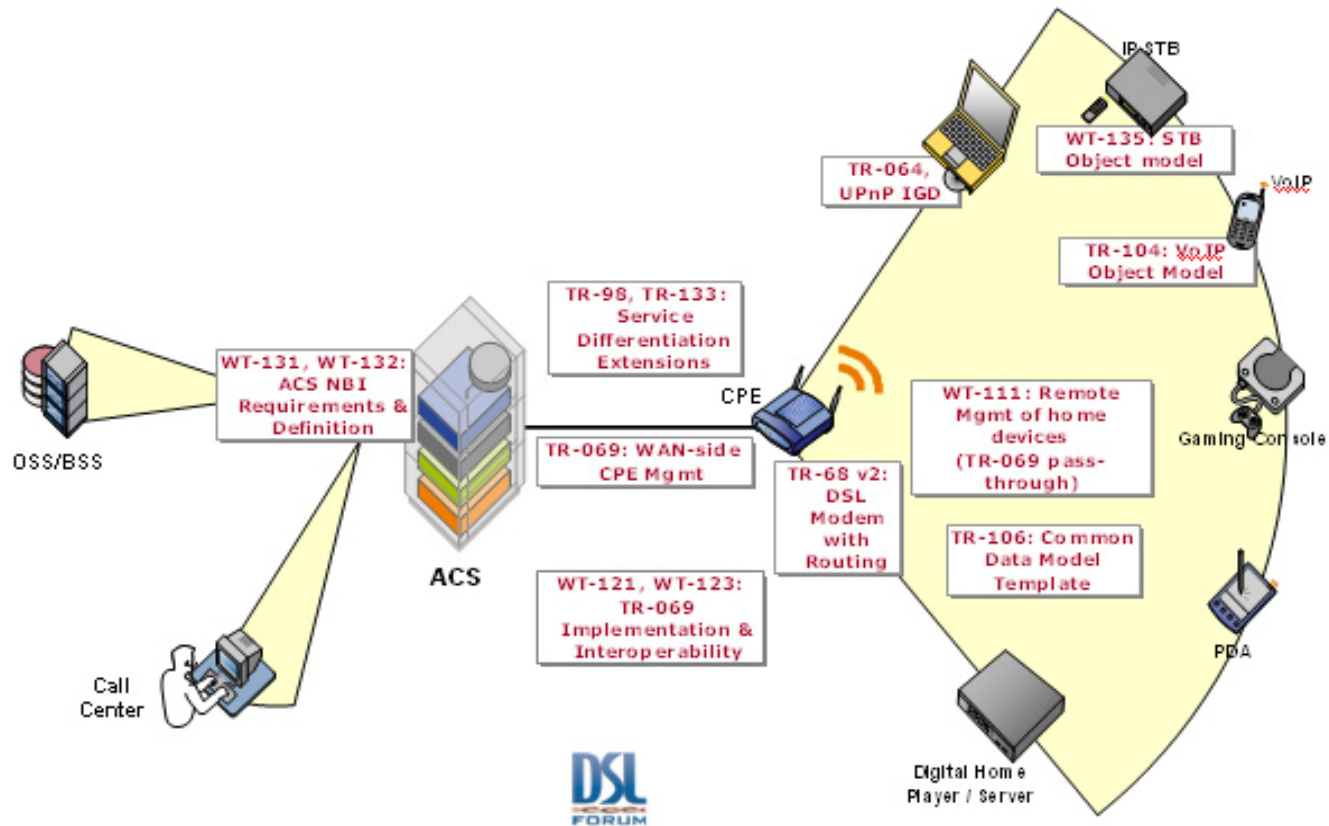 IP-STB
WT-135: STB
Object model
TR-064,
UPnP IGD
VoIP
TR-104: VoIP
Object Model
TR-98, TR-133:
Service
Differentiation
Extensions
WT-131, WT-132:
ACS NBI
Requirements &
Definition
OSS/BSS
CPE
WT-111: Remote
Mgmt of home
devices
(TR-069 pass-
through)
Gaming Console
TR-069: WAN-side
CPE Mgmt
TR-68 v2:
DSL
Modem
with
Routing
TR-106: Common
Data Model
Template
ACS
WT-121, WT-123:
TR-069
Implementation &
Interoperability
PDA
Call
Center
Digital Home
Player / Server
DSL
FORUM